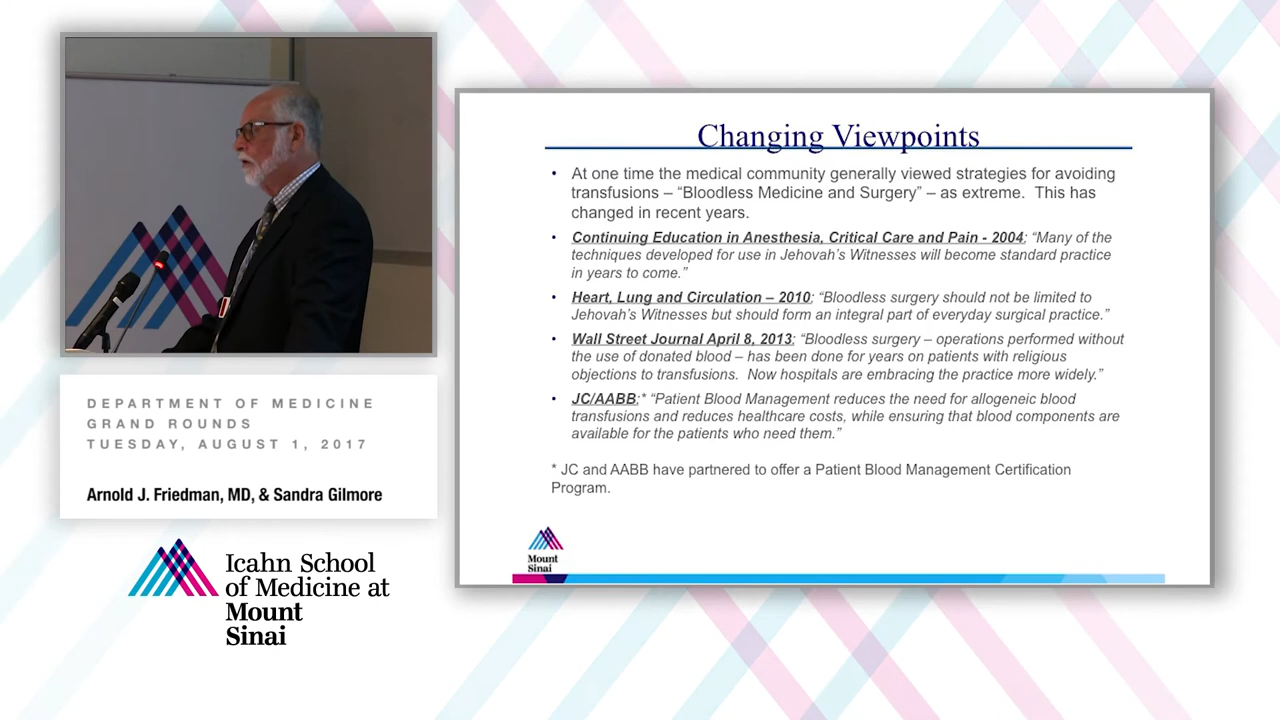 DEPARTMENT OF MEDICINE
GRAND ROUNDS
TUESDAY, AUGUST 1, 2017
Arnold J. Friedman, MD, & Sandra Gilmore
Icahn School
of Medicine at
Mount
Sinai
Changing Viewpoints
• At one time the medical community generally viewed strategies for avoiding
transfusions – “Bloodless Medicine and Surgery” – as extreme. This has
changed in recent years.
• Continuing Education in Anesthesia, Critical Care and Pain - 2004: “Many of the
techniques developed for use in Jehovah’s Witnesses will become standard practice
in years to come.”
• Heart, Lung and Circulation – 2010: “Bloodless surgery should not be limited to
Jehovah’s Witnesses but should form an integral part of everyday surgical practice.”
• Wall Street Journal April 8, 2013: “Bloodless surgery – operations performed without
the use of donated blood – has been done for years on patients with religious
objections to transfusions. Now hospitals are embracing the practice more widely.”
• JC/AABB:* “Patient Blood Management reduces the need for allogeneic blood
transfusions and reduces healthcare costs, while ensuring that blood components are
available for the patients who need them.”
* JC and AABB have partnered to offer a Patient Blood Management Certification
Program.
Mount
Sinai